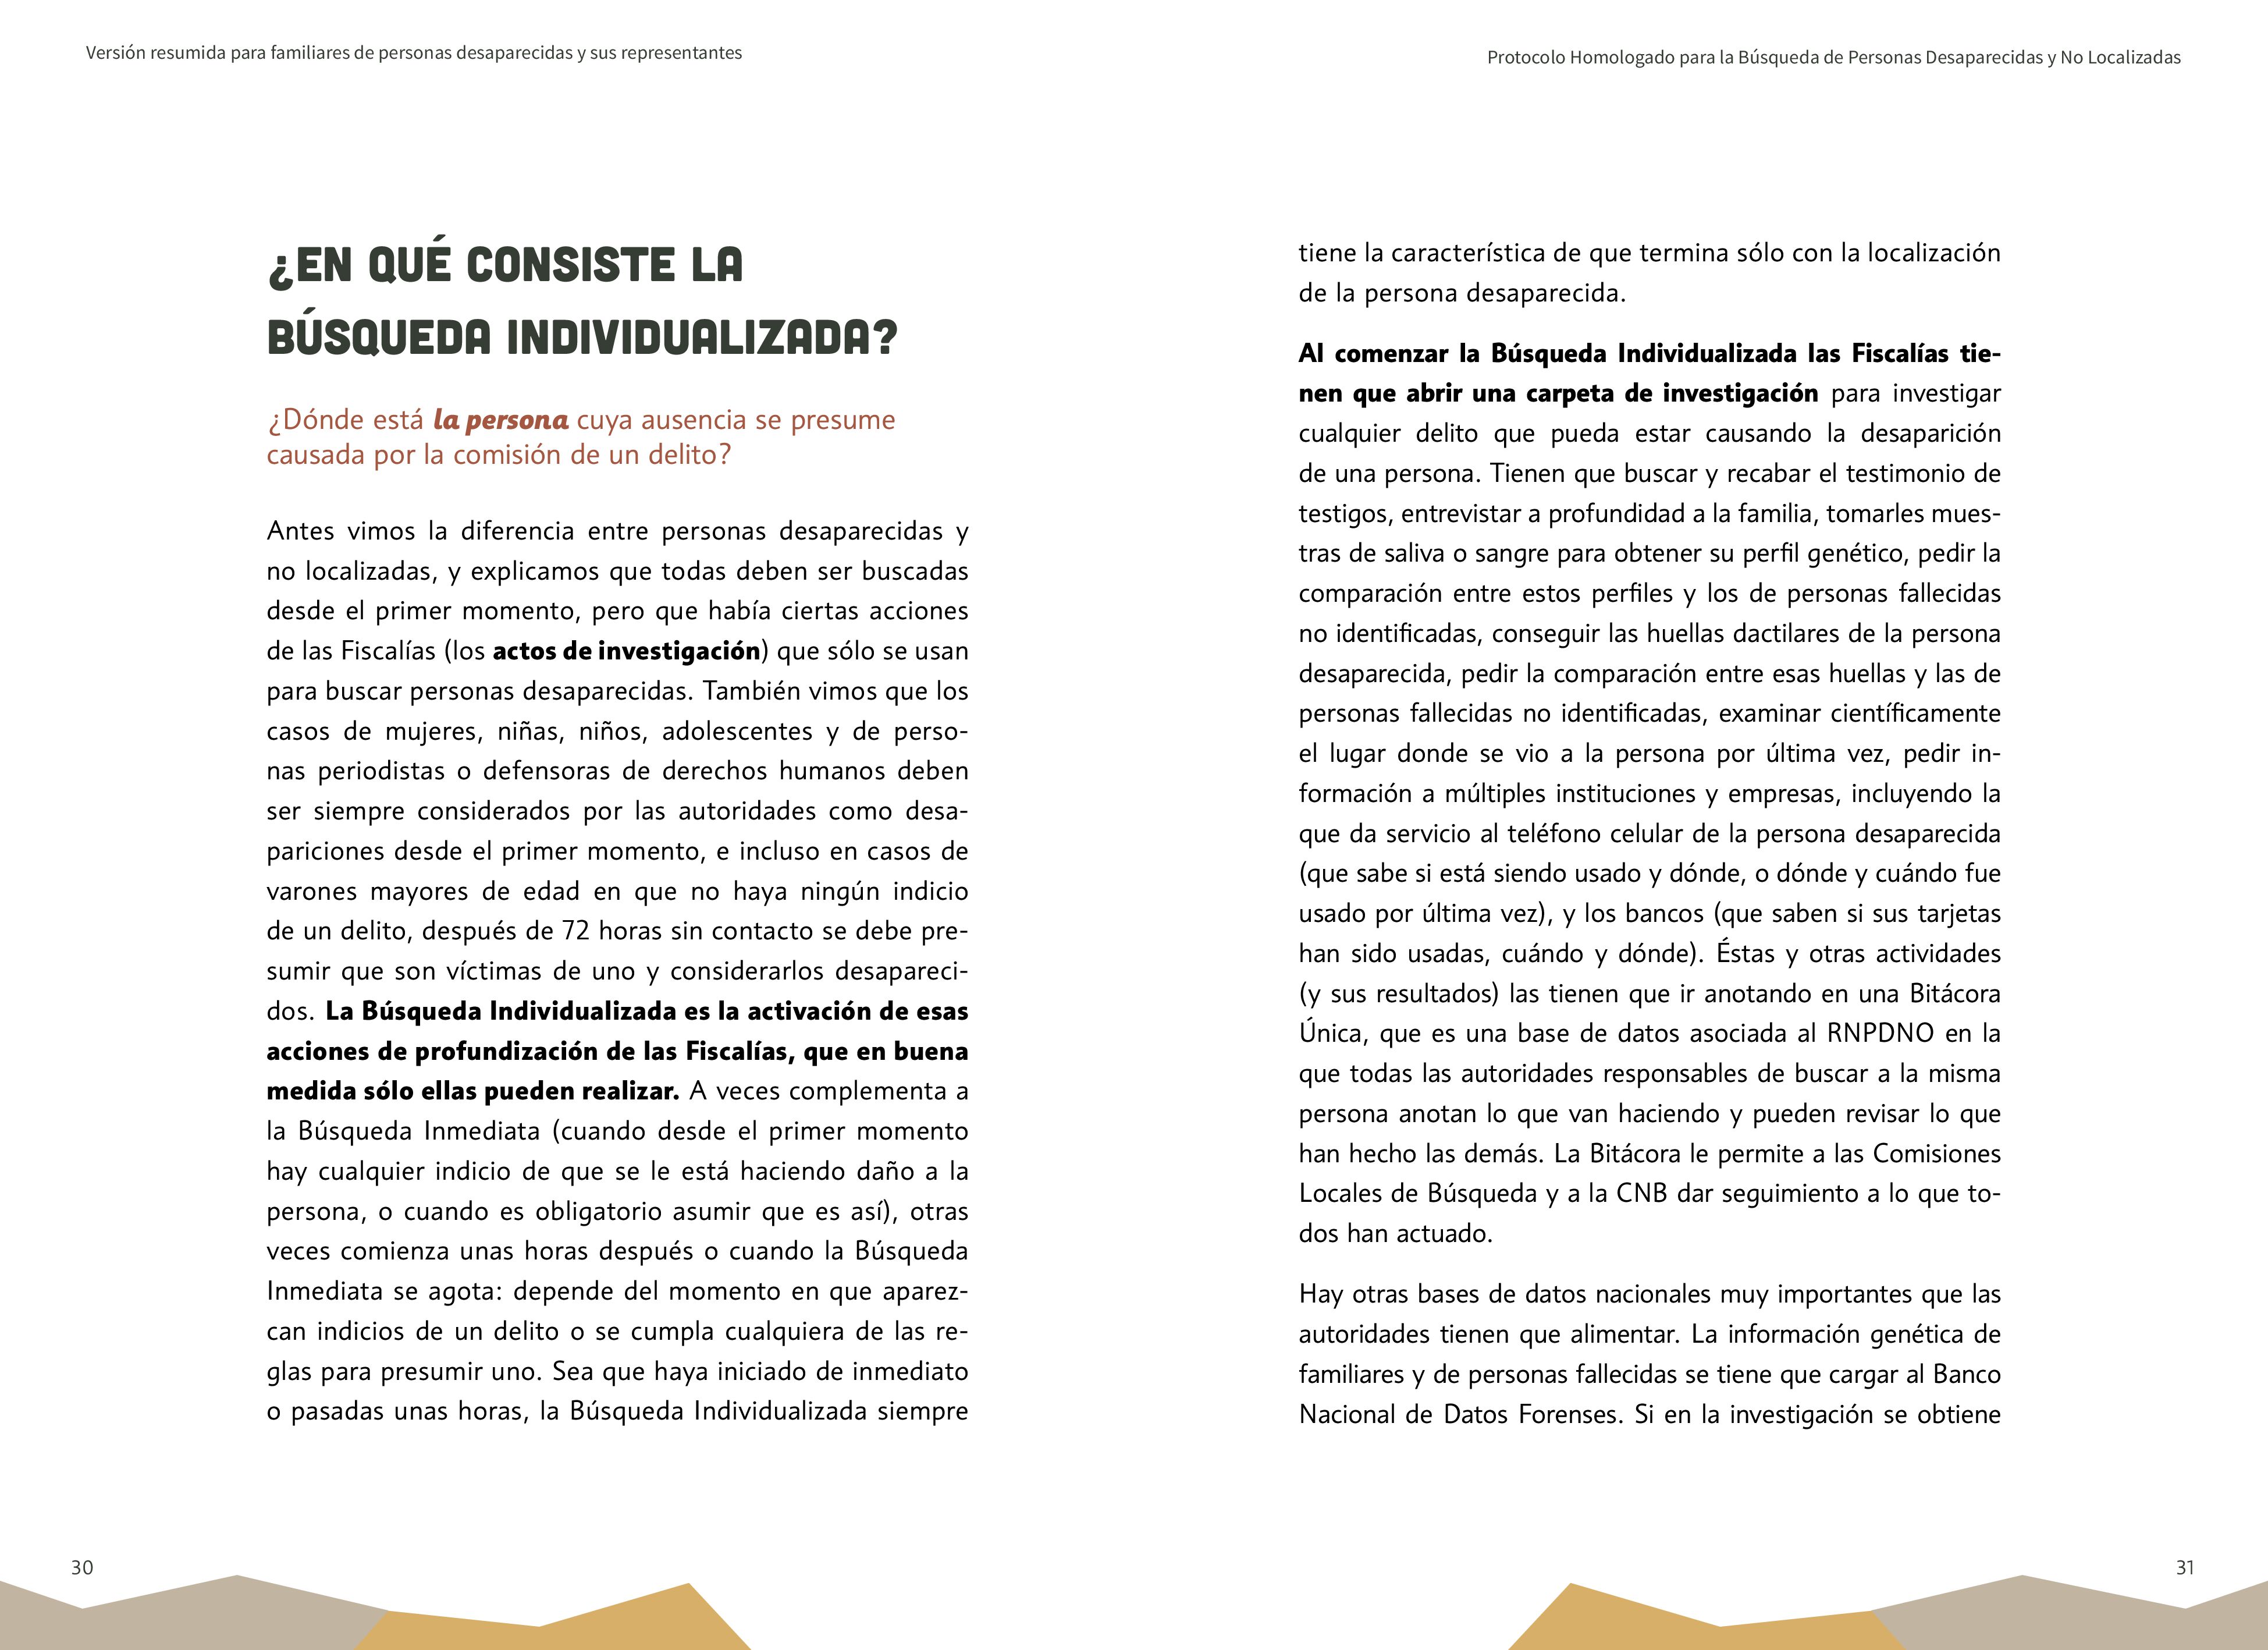 Versión resumida para familiares de personas desaparecidas y sus representantes
¿EN QUÉ CONSISTE LA
BÚSQUEDA INDIVIDUALIZADA?
¿Dónde está la persona cuya ausencia se presume
causada por la comisión de un delito?
Antes vimos la diferencia entre personas desaparecidas y
no localizadas, y explicamos que todas deben ser buscadas
desde el primer momento, pero que había ciertas acciones
de las Fiscalías (los actos de investigación) que sólo se usan
para buscar personas desaparecidas. También vimos que los
casos de mujeres, niñas, niños, adolescentes y de perso-
nas periodistas o defensoras de derechos humanos deben
ser siempre considerados por las autoridades como desa-
pariciones desde el primer momento, e incluso en casos de
varones mayores de edad en que no haya ningún indicio
de un delito, después de 72 horas sin contacto se debe pre-
sumir que son víctimas de uno y considerarlos desapareci-
dos. La Búsqueda Individualizada es la activación de esas
acciones de profundización de las Fiscalías, que en buena
medida sólo ellas pueden realizar. A veces complementa a
la Búsqueda Inmediata (cuando desde el primer momento
hay cualquier indicio de que se le está haciendo daño a la
persona, o cuando es obligatorio asumir que es así), otras
veces comienza unas horas después o cuando la Búsqueda
Inmediata se agota: depende del momento en que aparez-
can indicios de un delito o se cumpla cualquiera de las re-
glas para presumir uno. Sea que haya iniciado de inmediato
o pasadas unas horas, la Búsqueda Individualizada siempre
30
Protocolo Homologado para la Búsqueda de Personas Desaparecidas y No Localizadas
tiene la característica de que termina sólo con la localización
de la persona desaparecida.
Al comenzar la Búsqueda Individualizada las Fiscalías tie-
nen que abrir una carpeta de investigación para investigar
cualquier delito que pueda estar causando la desaparición
de una persona. Tienen que buscar y recabar el testimonio de
testigos, entrevistar a profundidad a la familia, tomarles mues-
tras de saliva o sangre para obtener su perfil genético, pedir la
comparación entre estos perfiles y los de personas fallecidas
no identificadas, conseguir las huellas dactilares de la persona
desaparecida, pedir la comparación entre esas huellas y las de
personas fallecidas no identificadas, examinar científicamente
el lugar donde se vio a la persona por última vez, pedir in-
formación a múltiples instituciones y empresas, incluyendo la
que da servicio al teléfono celular de la persona desaparecida
(que sabe si está siendo usado y dónde, o dónde y cuándo fue
usado por última vez), y los bancos (que saben si sus tarjetas
han sido usadas, cuándo y dónde). Éstas y otras actividades
(y sus resultados) las tienen que ir anotando en una Bitácora
Única, que es una base de datos asociada al RNPDNO en la
que todas las autoridades responsables de buscar a la misma
persona anotan lo que van haciendo y pueden revisar lo que
han hecho las demás. La Bitácora le permite a las Comisiones
Locales de Búsqueda y a la CNB dar seguimiento a lo que to-
dos han actuado.
Hay otras bases de datos nacionales muy importantes que las
autoridades tienen que alimentar. La información genética de
familiares y de personas fallecidas se tiene que cargar al Banco
Nacional de Datos Forenses. Si en la investigación se obtiene
31